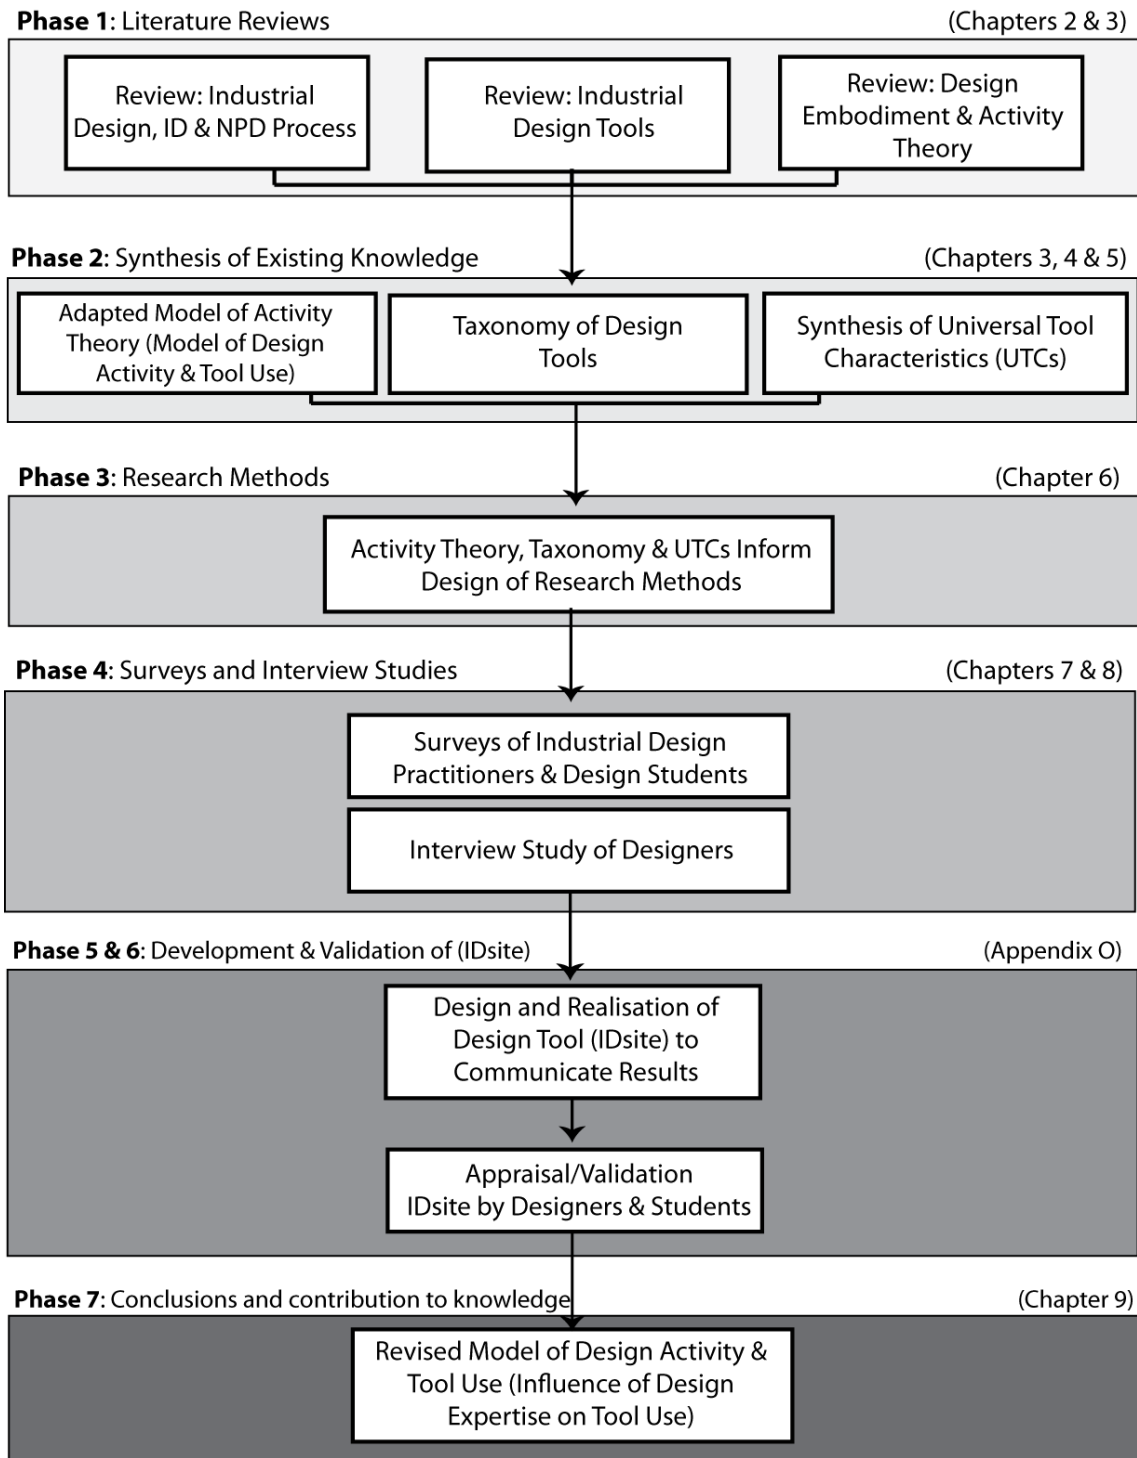 Phase 1: Literature Reviews (Chapters 2 & 3)
Review: Industrial
Design, ID & NPD Process
Review: Industrial
Design Tools
Review: Design
Embodiment & Activity
Theory
Phase 2: Synthesis of Existing Knowledge (Chapters 3, 4 & 5)
Adapted Model of Activity
Theory (Model of Design
Activity & Tool Use)
Taxonomy of Design
Tools
Synthesis of Universal Tool
Characteristics (UTCs)
Phase 3: Research Methods (Chapter 6)
Activity Theory, Taxonomy & UTCs Inform
Design of Research Methods
Phase 4: Surveys and Interview Studies (Chapters 7 & 8)
Surveys of Industrial Design
Practitioners & Design Students
Interview Study of Designers
Phase 5 & 6: Development & Validation of (IDsite) (Appendix O)
Design and Realisation of
Design Tool (IDsite) to
Communicate Results
Appraisal/Validation
IDsite by Designers & Students
Phase 7: Conclusions and contribution to knowledge (Chapter 9)
Revised Model of Design Activity &
Tool Use (Influence of Design
Expertise on Tool Use)